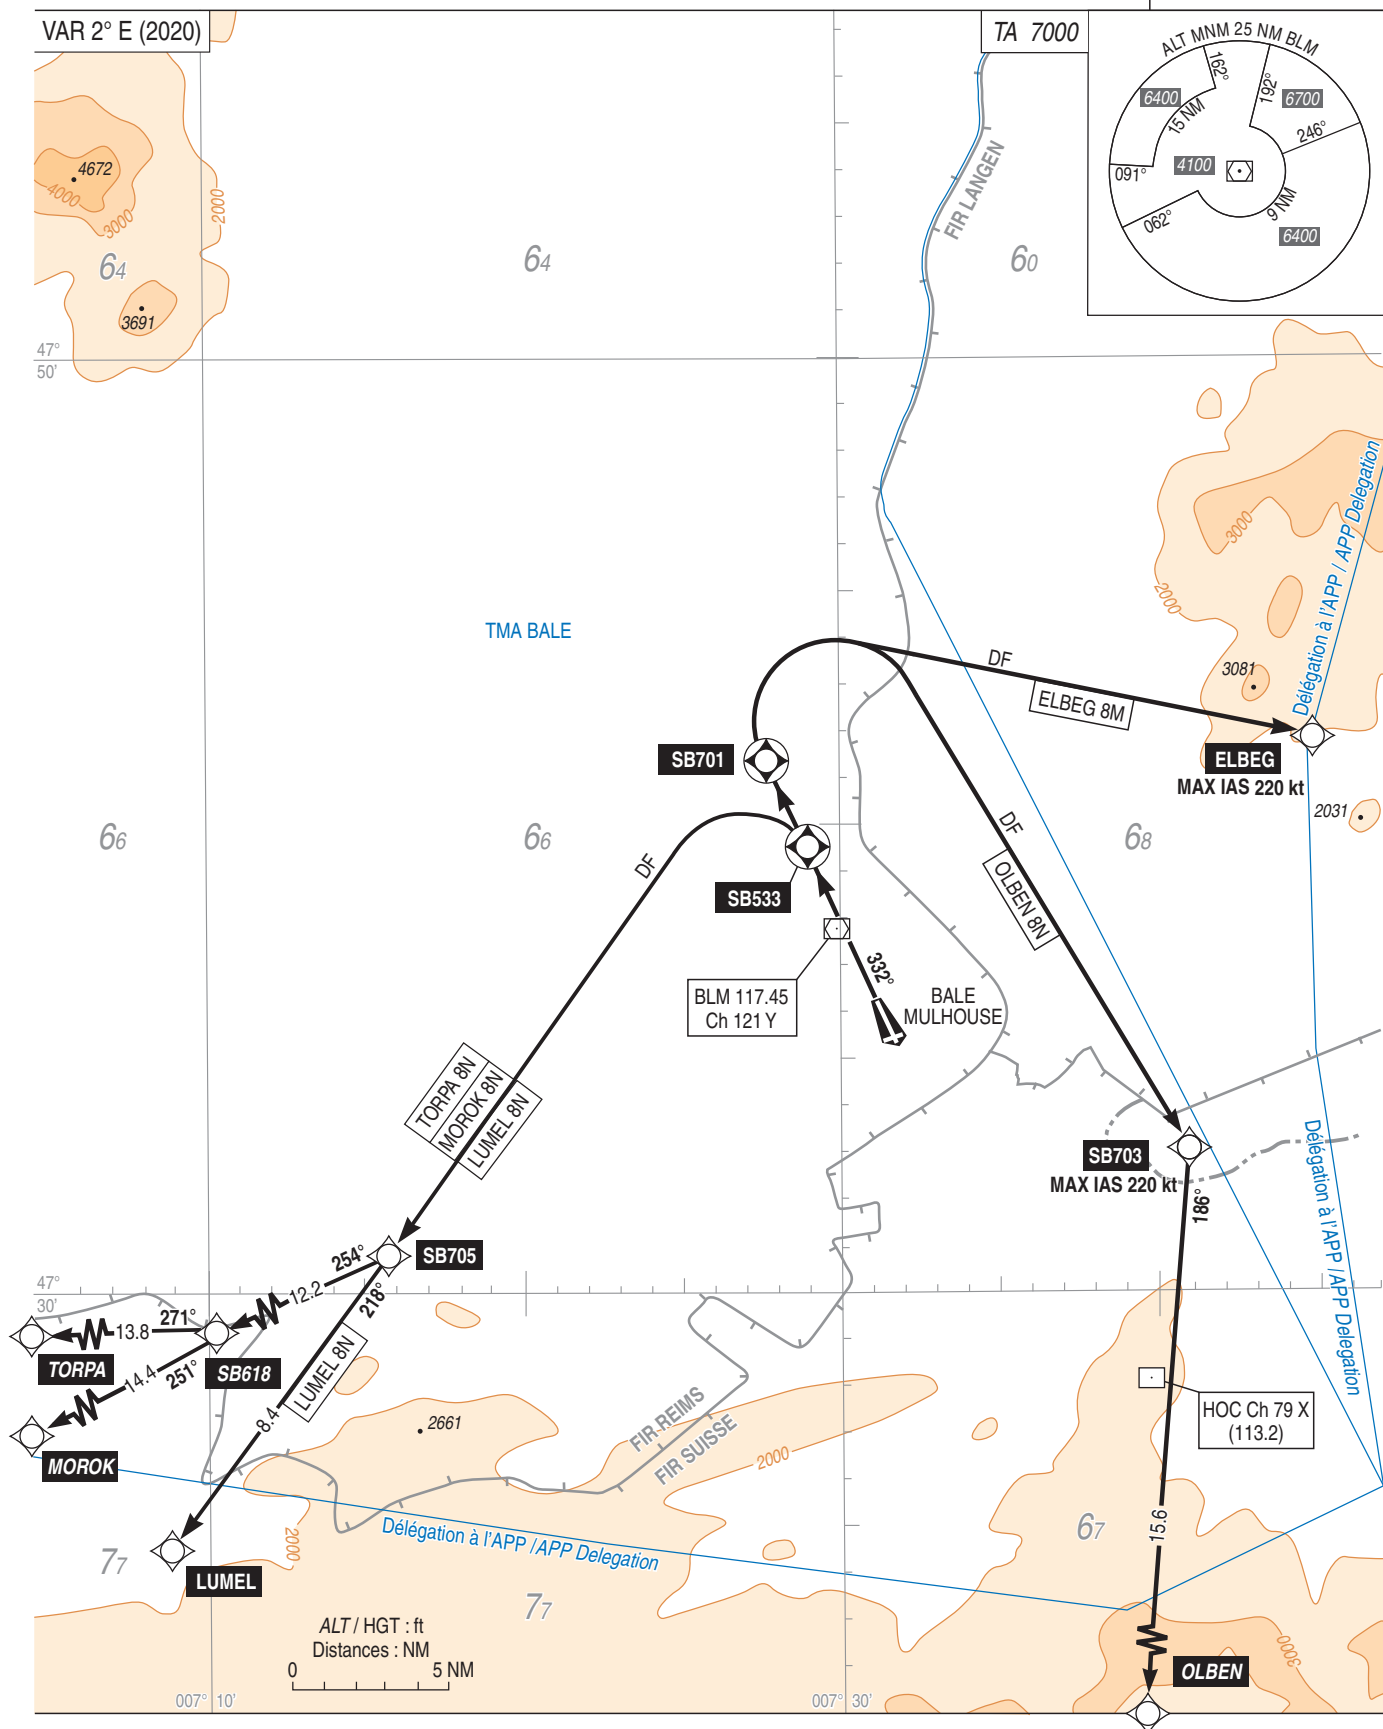 VAR 2° E (2020)
TA 7000
ALT MNM 25 NM BLM
162°
192°
6400
6700
15 NM
246°
4100
091°
062°
9 NM
6400
4672
4000
3000
2000
64
3691
64
FIR LANGEN
60
47°
50'
3000
2000
Délégation à l'APP / APP Delegation
TMA BALE
3081
DF
ELBEG 8M
SB701
ELBEG
MAX IAS 220 kt
2031
66
66
68
DF
DF
SB533
OLBEN 8N
332°
BLM 117.45
Ch 121 Y
BALE
MULHOUSE
TORPA 8N
MOROK 8N
LUMEL 8N
SB703
MAX IAS 220 kt
Délégation à l'APP /APP Delegation
186°
SB705
254°
12.2
218°
47°
30'
271°
13.8
TORPA
14.4
251°
SB618
LUMEL 8N
8.4
MOROK
2661
FIR REIMS
FIR SUISSE
2000
HOC Ch 79 X
(113.2)
15.6
67
2000
Délégation à l'APP /APP Delegation
77
LUMEL
77
ALT / HGT : ft
Distances : NM
0 5 NM
3000
OLBEN
007° 10'
007° 30'